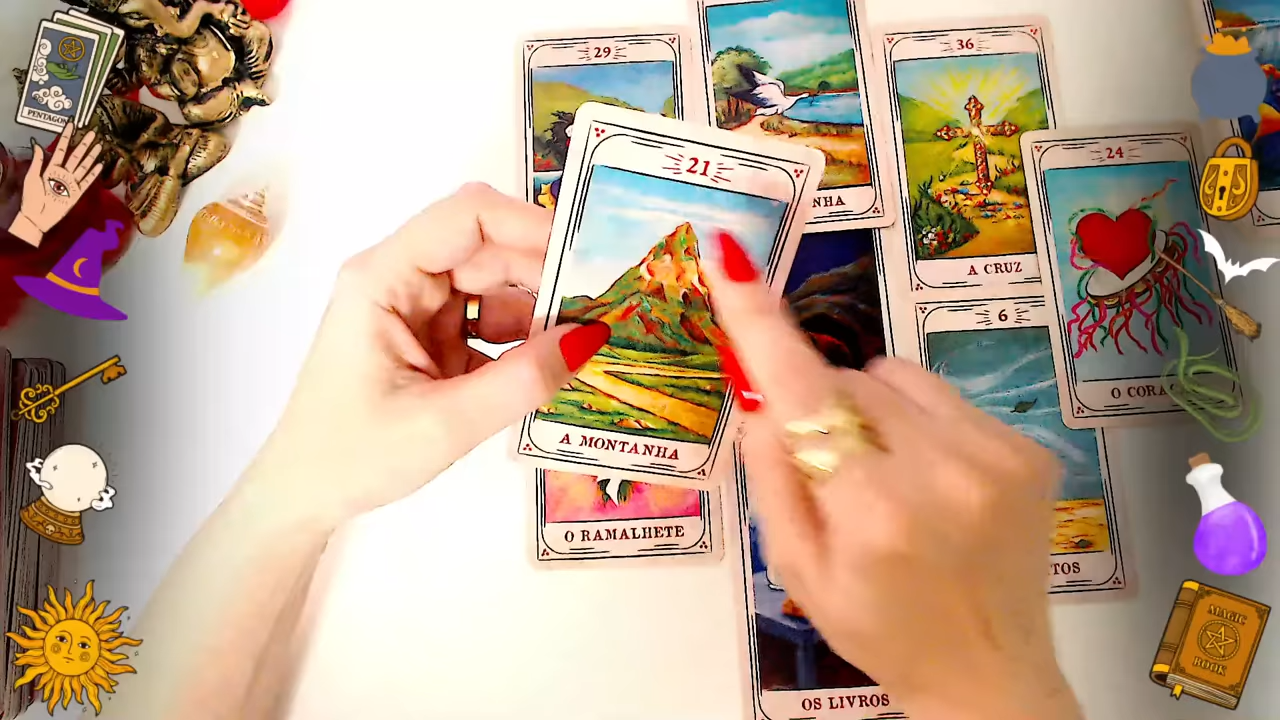 29
36
21
24
NHA
A CRUZ
6
O CORA
A MONTANHA
O RAMALHETE
TOS
OS LIVROS
PENTAGON
MAGIC
BOOK